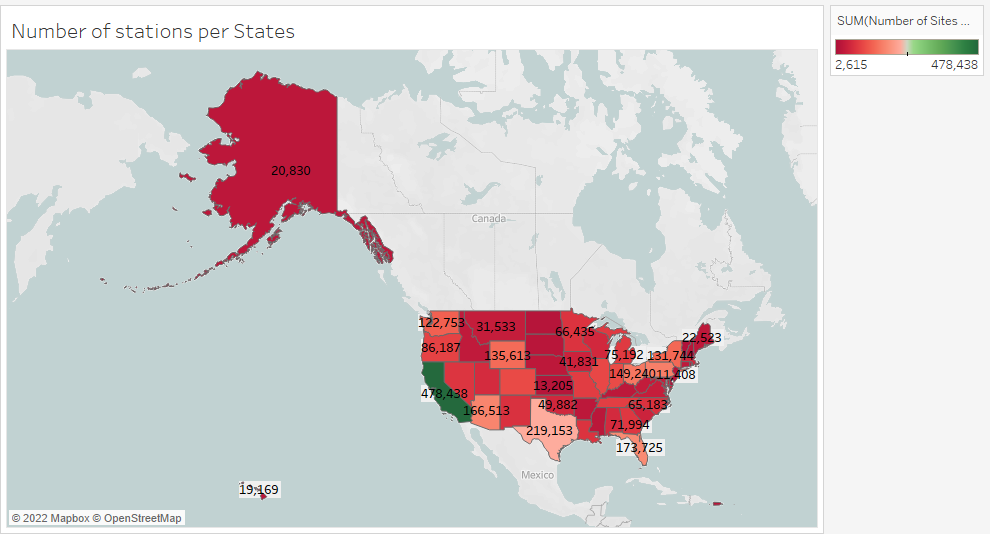 Number of stations per States
SUM(Number of Sites ...
2,615 478,438
20,830
Canada
122,753 31,533 66,435 22,523
86,187 135,613 41,831 75,192 131,744
478,438 13,205 149,240 11,408
166,513 49,882 65,183
219,153 71,994
173,725
Mexico
19,169
© 2022 Mapbox © OpenStreetMap